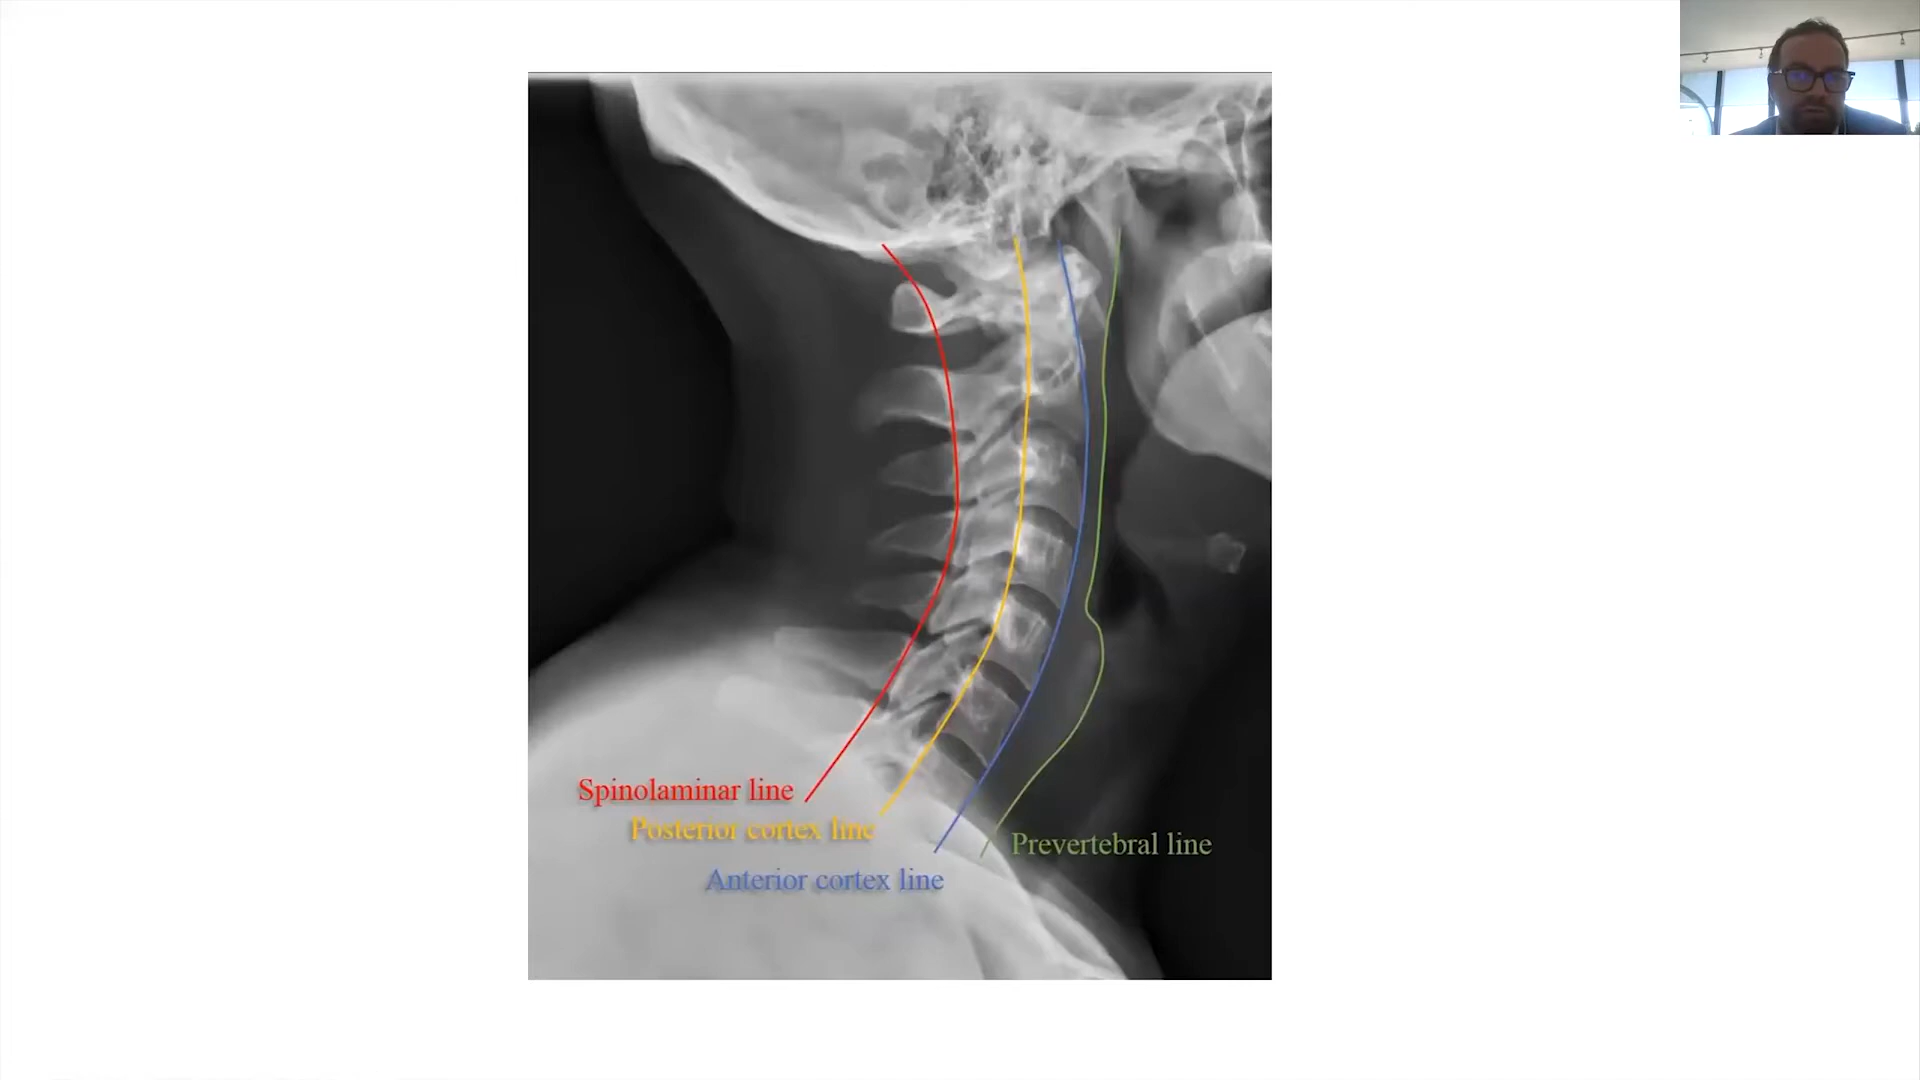 Spinolaminar line
Posterior cortex line
Prevertebral line
Anterior cortex line